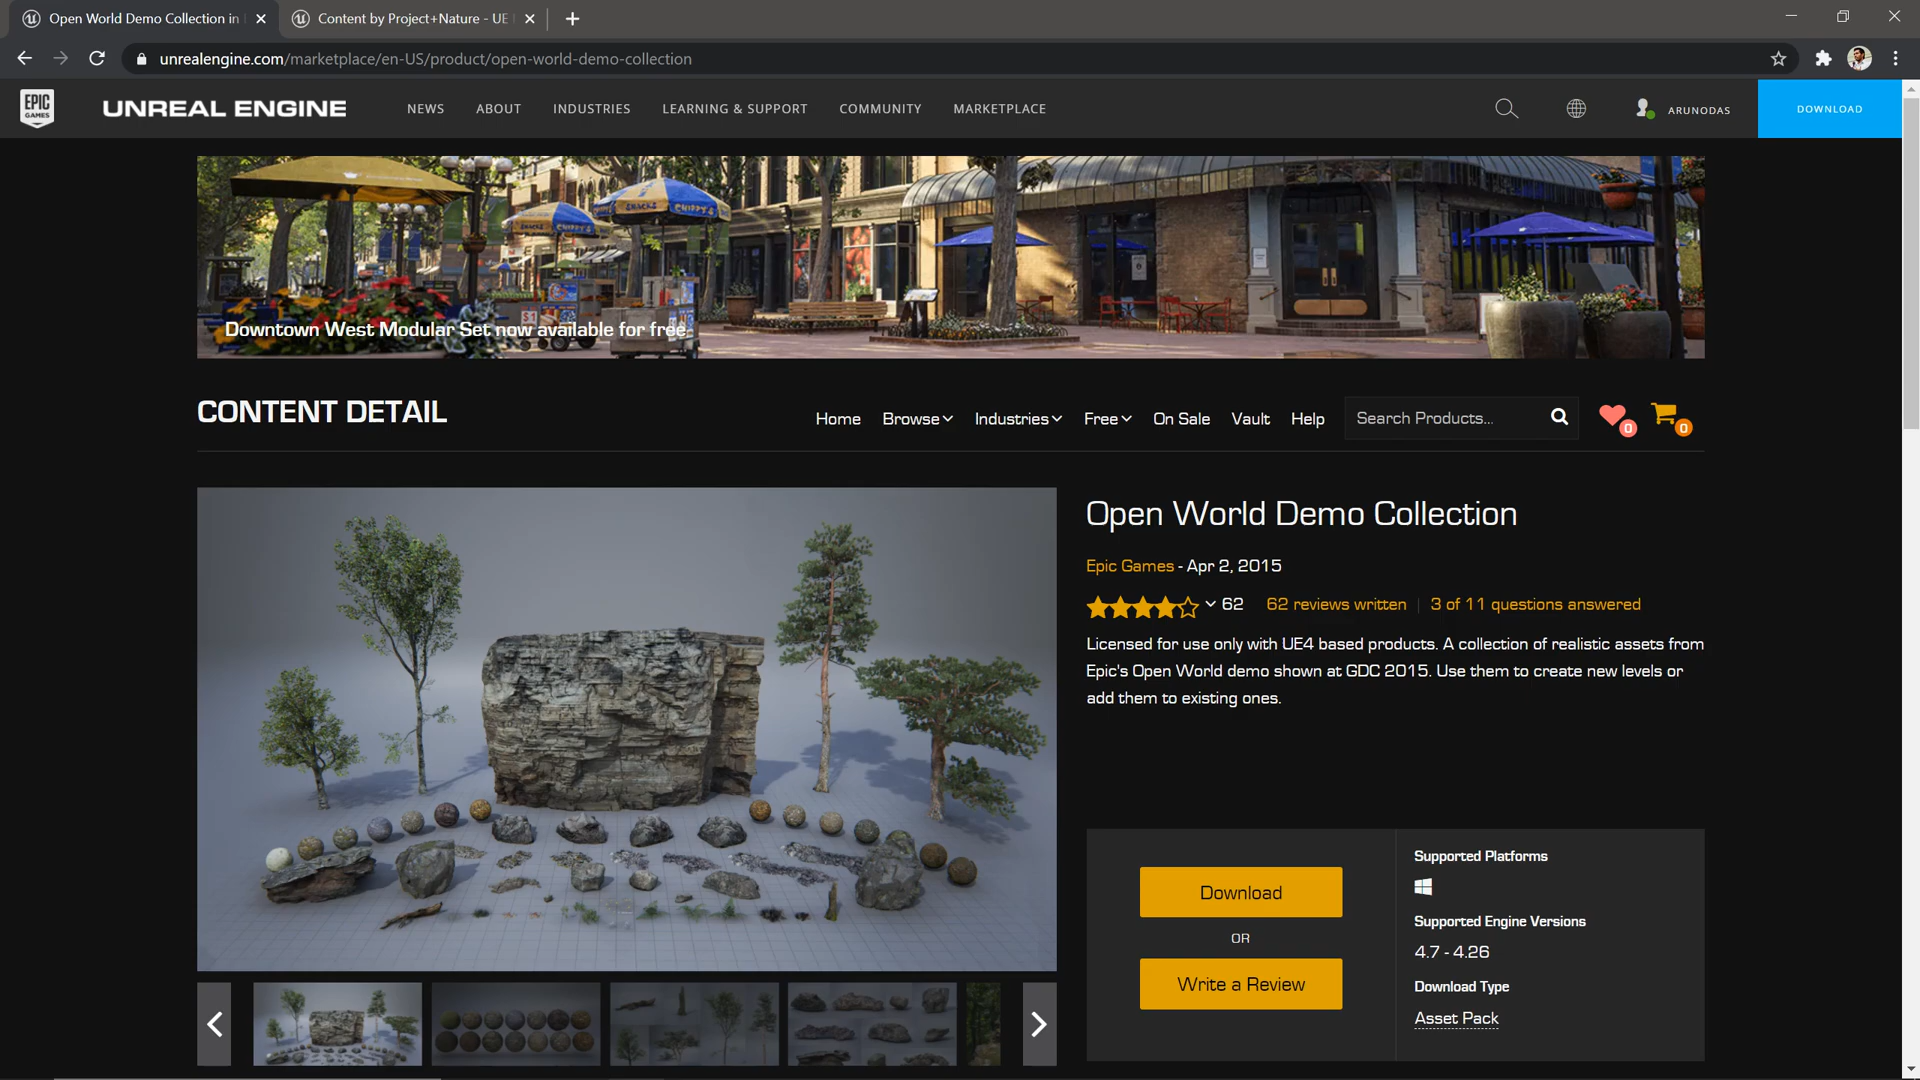 Open World Demo Collection in
Content by Project+Nature - UE
unrealengine.com/marketplace/en-US/product/open-world-demo-collection
EPIC GAMES
UNREAL ENGINE
NEWS
ABOUT
INDUSTRIES
LEARNING & SUPPORT
COMMUNITY
MARKETPLACE
ARUNODAS
DOWNLOAD
SNACKS
CHIPPY'S
Downtown West Modular Set now available for free.
CONTENT DETAIL
Home
Browse
Industries
Free
On Sale
Vault
Help
Search Products...
0
0
Open World Demo Collection
Epic Games - Apr 2, 2015
62
62 reviews written
3 of 11 questions answered
Licensed for use only with UE4 based products. A collection of realistic assets from
Epic's Open World demo shown at GDC 2015. Use them to create new levels or
add them to existing ones.
Download
OR
Write a Review
Supported Platforms
Supported Engine Versions
4.7 - 4.26
Download Type
Asset Pack